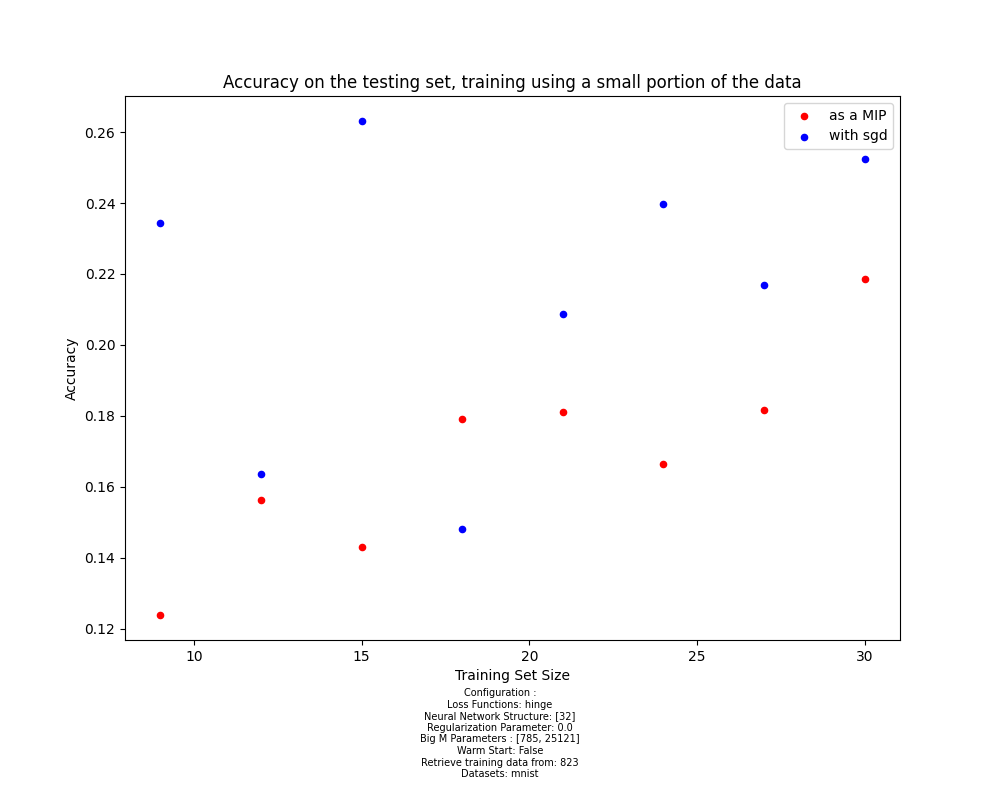 Accuracy on the testing set, training using a small portion of the data
as a MIP
with sgd
0.26
0.24
0.22
0.20
0.18
0.16
0.14
0.12
Accuracy
10
15
20
25
30
Training Set Size
Configuration :
Loss Functions: hinge
Neural Network Structure: [32]
Regularization Parameter: 0.0
Big M Parameters : [785, 25121]
Warm Start: False
Retrieve training data from: 823
Datasets: mnist